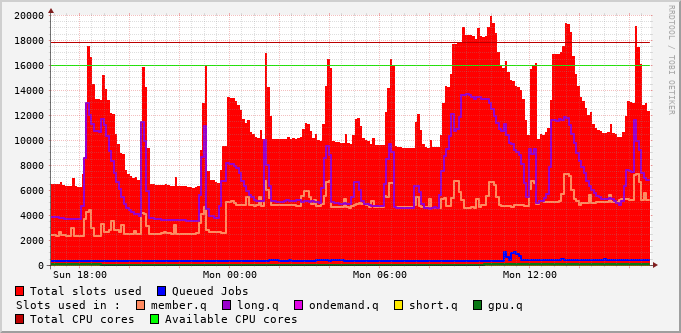 RRDTOOL / TOBI OETIKER
20000
18000
16000
14000
12000
10000
8000
6000
4000
2000
0
Sun 18:00 Mon 00:00 Mon 06:00 Mon 12:00
Total slots used Queued Jobs
Slots used in : member.q long.q ondemand.q short.q gpu.q
Total CPU cores Available CPU cores